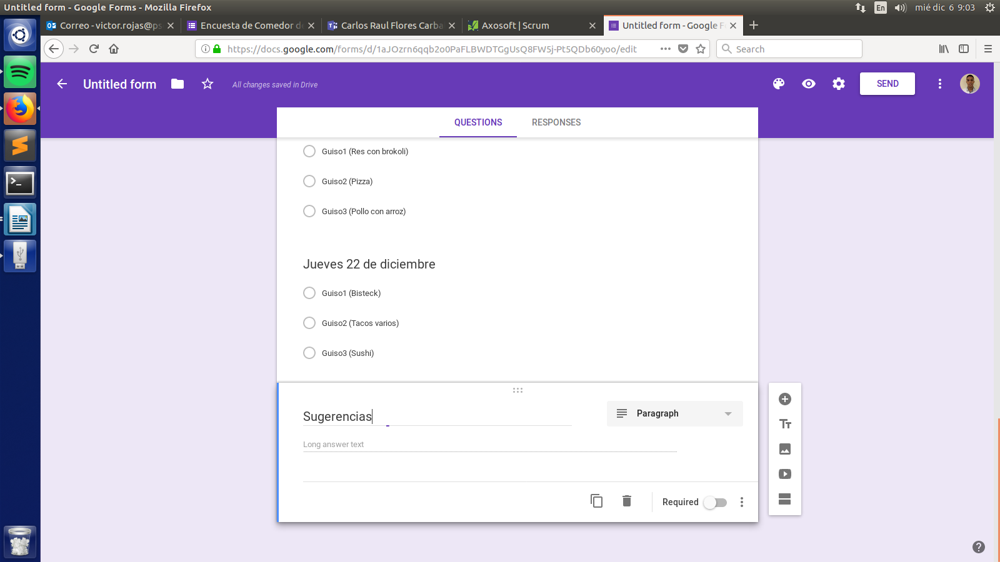 Untitled form - Google Forms - Mozilla Firefox
En
mié dic 6 9:03
Correo - victor.rojas@ps
Encuesta de Comedor de
Carlos Raul Flores Carba
Axosoft | Scrum
Untitled form - Google F
https://docs.google.com/forms/d/1aJOzrn6qqb2o0PaFLBWDTGgUsQ8FW5j-Pt5QDb60yoo/edit
Search
Untitled form
All changes saved in Drive
SEND
QUESTIONS
RESPONSES
Guiso1 (Res con brokoli)
Guiso2 (Pizza)
Guiso3 (Pollo con arroz)
Jueves 22 de diciembre
Guiso1 (Bisteck)
Guiso2 (Tacos varios)
Guiso3 (Sushi)
Sugerencias
Paragraph
Long answer text
Required